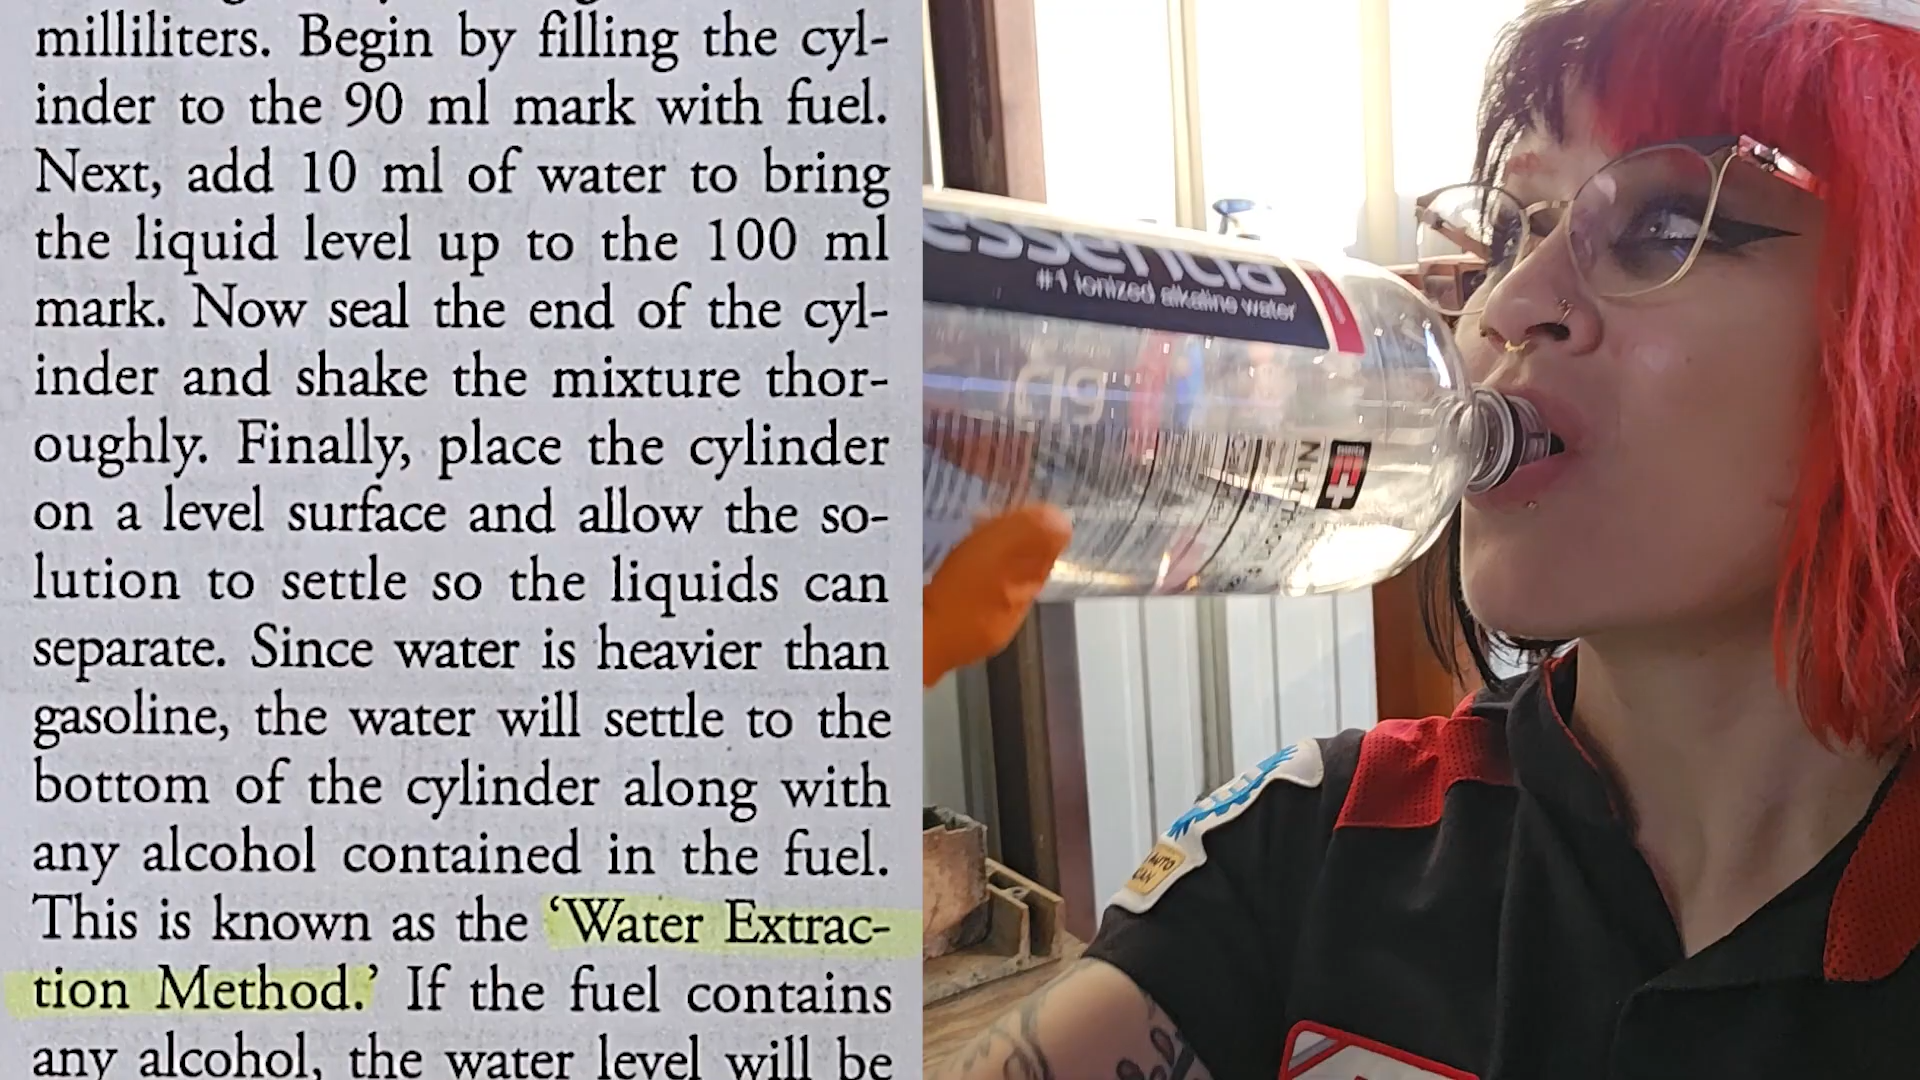 milliliters. Begin by filling the cyl-
inder to the 90 ml mark with fuel.
Next, add 10 ml of water to bring
the liquid level up to the 100 ml
mark. Now seal the end of the cyl-
inder and shake the mixture thor-
oughly. Finally, place the cylinder
on a level surface and allow the so-
lution to settle so the liquids can
separate. Since water is heavier than
gasoline, the water will settle to the
bottom of the cylinder along with
any alcohol contained in the fuel.
This is known as the ‘Water Extrac-
tion Method.’ If the fuel contains
any alcohol, the water level will be
essentia
#1 ionized alkaline water
E+
AUTO